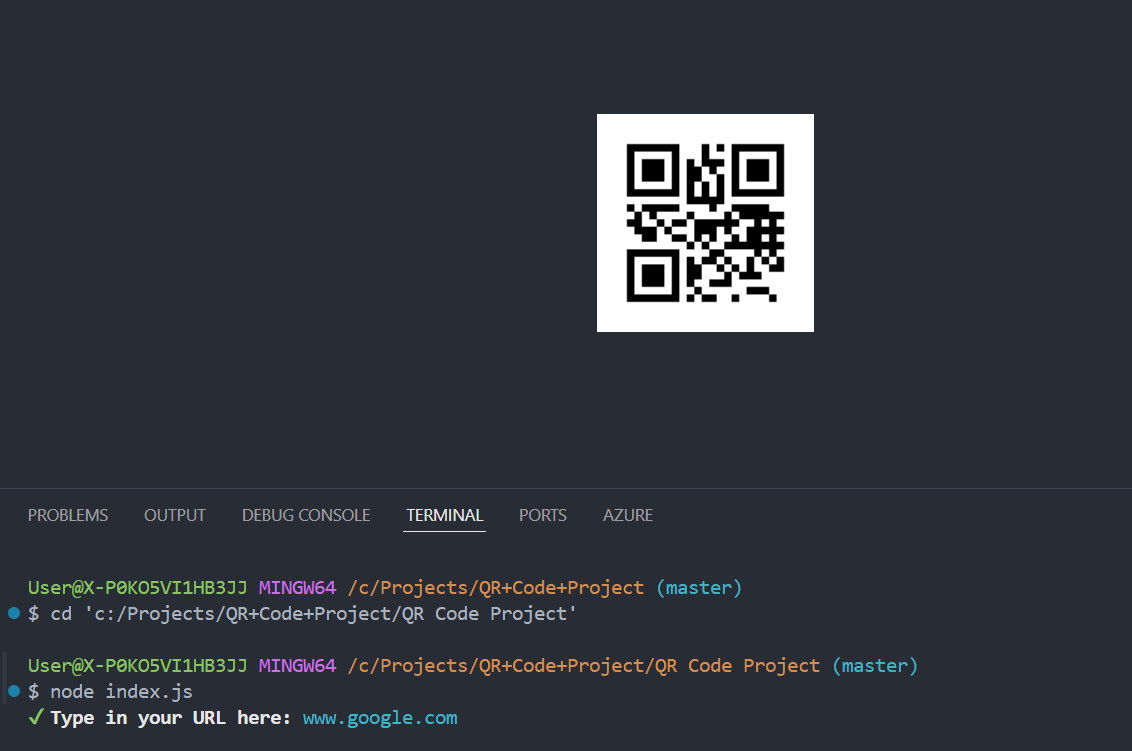 PROBLEMS OUTPUT DEBUG CONSOLE TERMINAL PORTS AZURE
User@X-P0KO5VI1HB3JJ MINGW64 /c/Projects/QR+Code+Project (master)
$ cd 'c:/Projects/QR+Code+Project/QR Code Project'
User@X-P0KO5VI1HB3JJ MINGW64 /c/Projects/QR+Code+Project/QR Code Project (master)
$ node index.js
✓ Type in your URL here: www.google.com